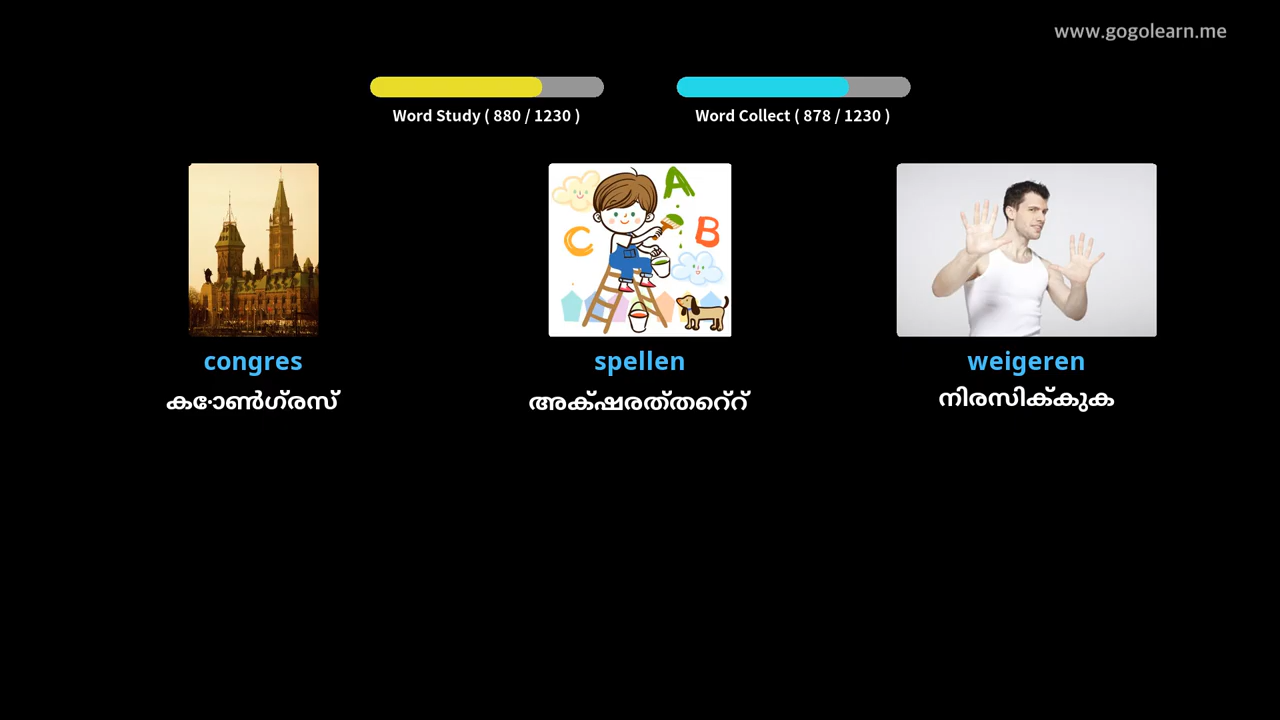 www.gogolearn.me
Word Study ( 880 / 1230 )
Word Collect ( 878 / 1230 )
A
B
C
congres
spellen
weigeren
കോൺഗ്രസ്
അക്ഷരത്തെറ്റ്
നിരസിക്കുക